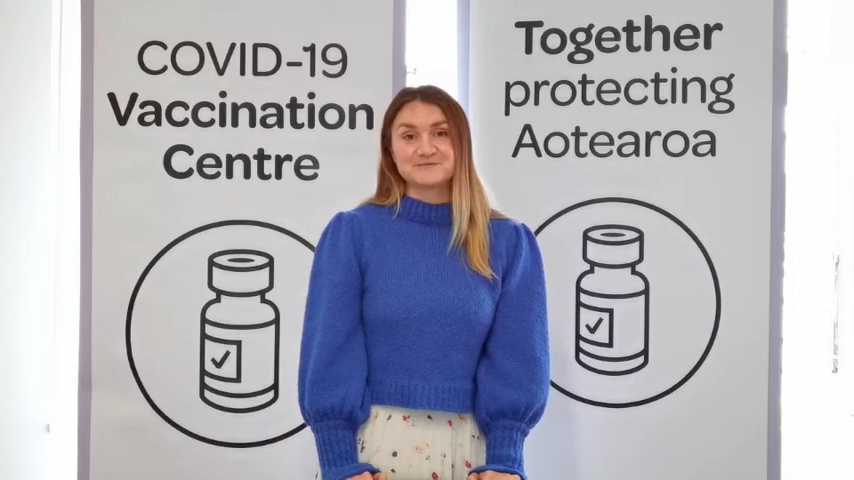 COVID-19
Vaccination
Centre
Together
protecting
Aotearoa